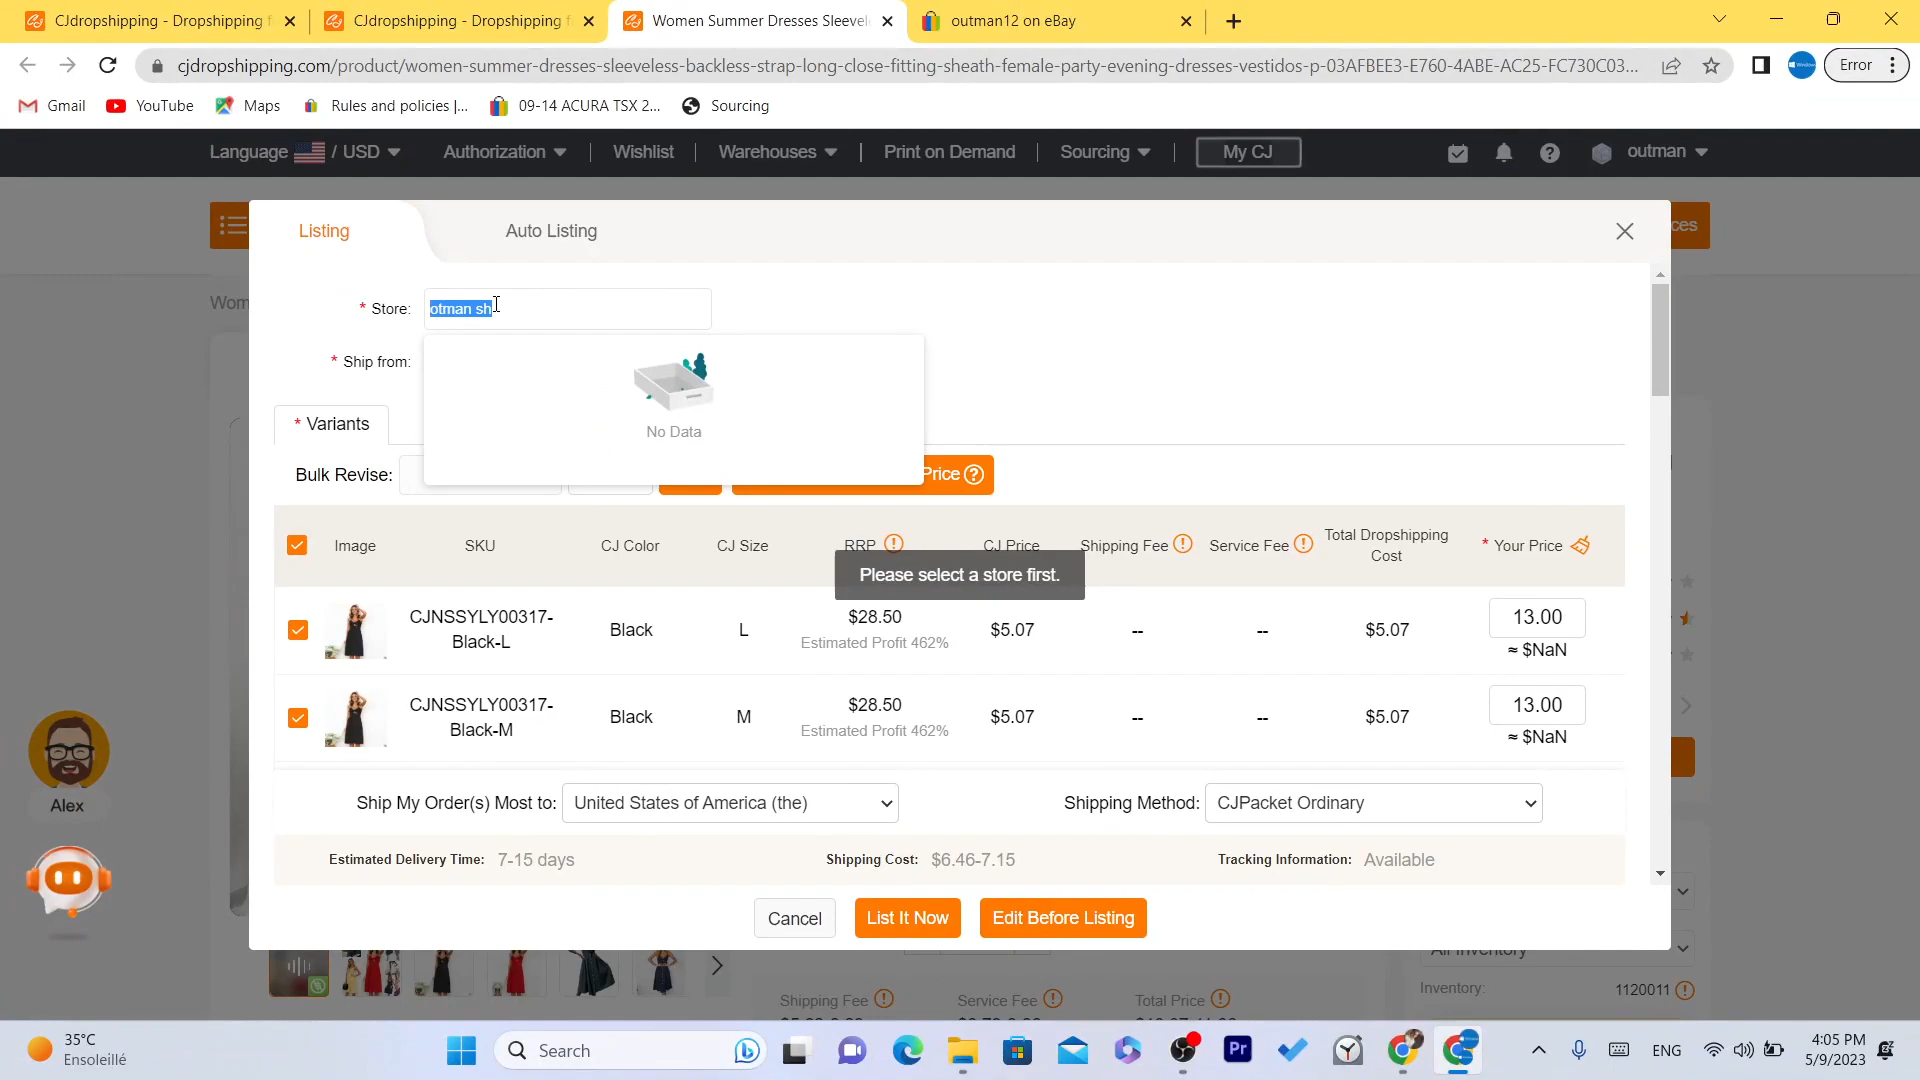 CJdropshipping - Dropshipping f
CJdropshipping - Dropshipping f
Women Summer Dresses Sleevel
outman12 on eBay
cjdropshipping.com/product/women-summer-dresses-sleeveless-backless-strap-long-close-fitting-sheath-female-party-evening-dresses-vestidos-p-03AFBEE3-E760-4ABE-AC25-FC730C03...
Error
Gmail
YouTube
Maps
Rules and policies |...
09-14 ACURA TSX 2...
Sourcing
Language / USD
Authorization
Wishlist
Warehouses
Print on Demand
Sourcing
My CJ
outman
Listing
Auto Listing
ces
Wom
* Store: otman sh
* Ship from:
No Data
* Variants
Bulk Revise:
Price
Image
SKU
CJ Color
CJ Size
RRP
CJ Price
Shipping Fee
Service Fee
Total Dropshipping
Cost
* Your Price
Please select a store first.
CJNSSYLY00317-
Black-L
Black
L
$28.50
Estimated Profit 462%
$5.07
--
--
$5.07
13.00
≈ $NaN
CJNSSYLY00317-
Black-M
Black
M
$28.50
Estimated Profit 462%
$5.07
--
--
$5.07
13.00
≈ $NaN
Alex
Ship My Order(s) Most to: United States of America (the)
Shipping Method: CJPacket Ordinary
Estimated Delivery Time: 7-15 days
Shipping Cost: $6.46-7.15
Tracking Information: Available
Cancel
List It Now
Edit Before Listing
All Inventory
Inventory:
1120011
Shipping Fee
Service Fee
Total Price
35°C
Ensoleillé
Search
Pr
ENG
4:05 PM
5/9/2023